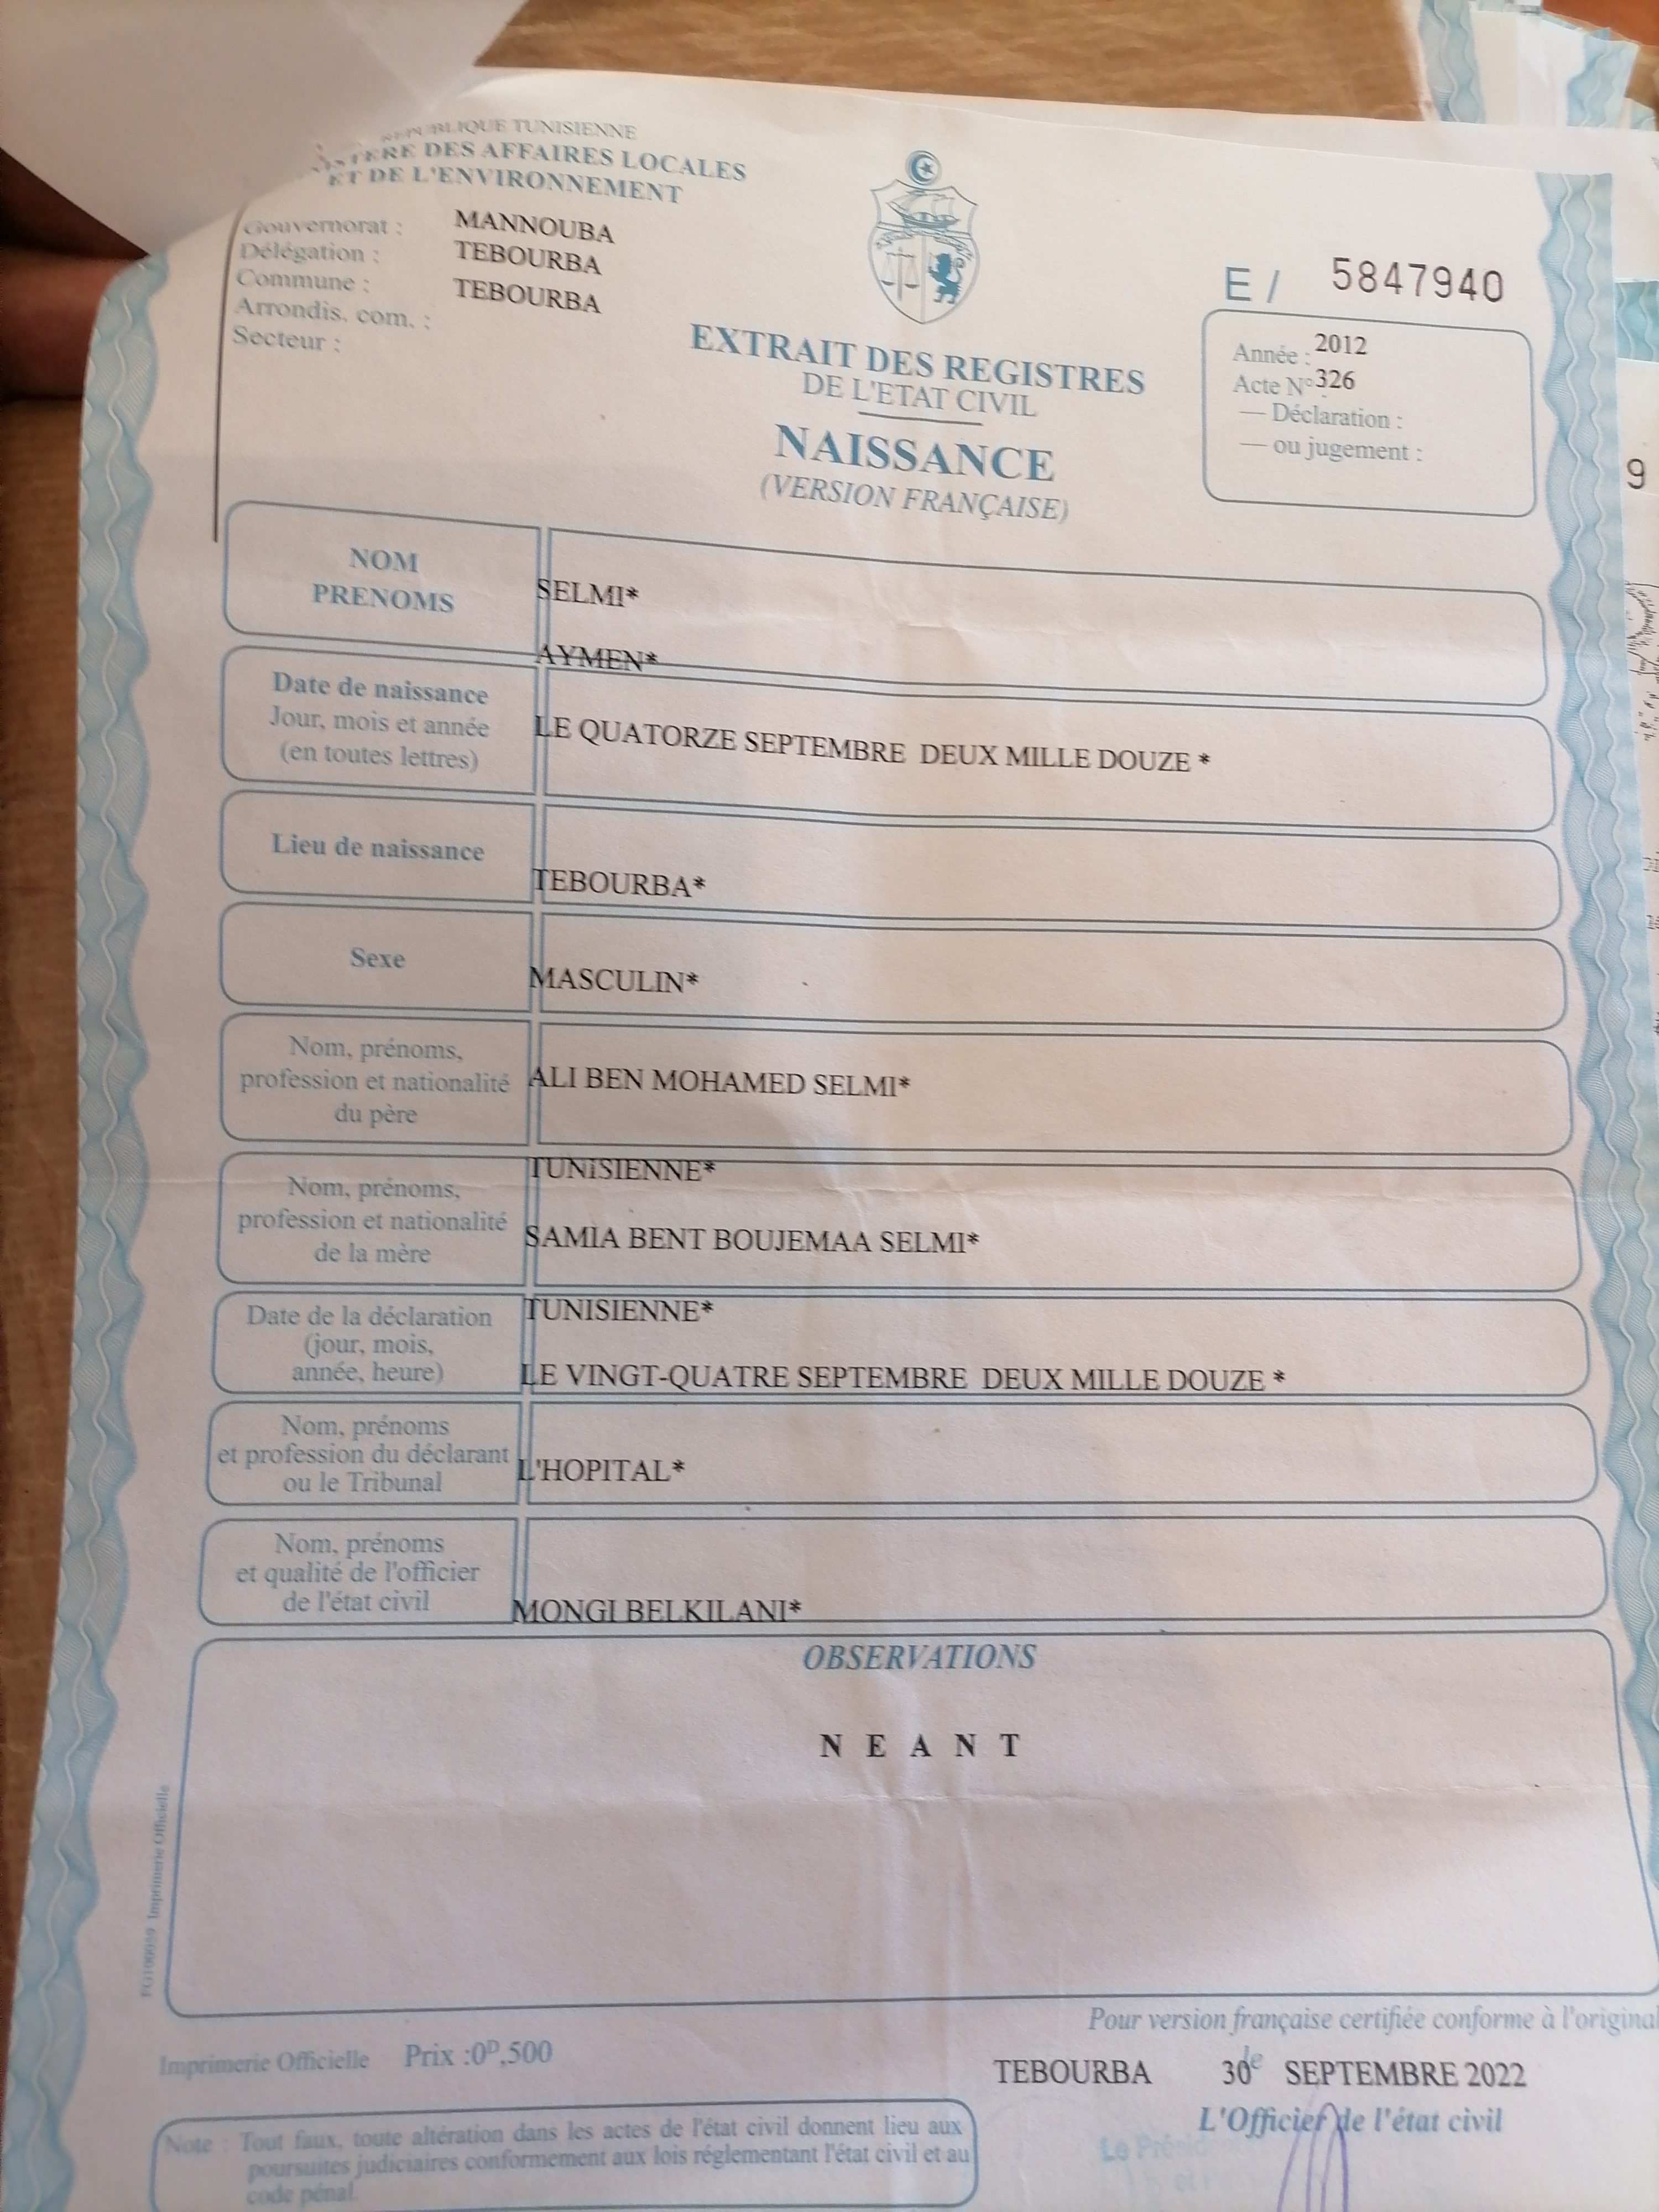 REPUBLIQUE TUNISIENNE
DES AFFAIRES LOCALES
ET DE L'ENVIRONNEMENT
Gouvernorat : MANNOUBA
Délégation : TEBOURBA
Commune : TEBOURBA
Arrondis. com. :
Secteur :
E / 5847940
Année : 2012
Acte N° 326
— Déclaration :
— ou jugement :
EXTRAIT DES REGISTRES
DE L'ETAT CIVIL
NAISSANCE
(VERSION FRANÇAISE)
NOM
PRENOMS
SELMI*
AYMEN*
Date de naissance
Jour, mois et année
(en toutes lettres)
LE QUATORZE SEPTEMBRE DEUX MILLE DOUZE *
Lieu de naissance
TEBOURBA*
Sexe
MASCULIN*
Nom, prénoms,
profession et nationalité
du père
ALI BEN MOHAMED SELMI*
TUNISIENNE*
Nom, prénoms,
profession et nationalité
de la mère
SAMIA BENT BOUJEMAA SELMI*
TUNISIENNE*
Date de la déclaration
(jour, mois,
année, heure)
LE VINGT-QUATRE SEPTEMBRE DEUX MILLE DOUZE *
Nom, prénoms
et profession du déclarant
ou le Tribunal
L'HOPITAL*
Nom, prénoms
et qualité de l'officier
de l'état civil
MONGI BELKILANI*
OBSERVATIONS
N E A N T
Imprimerie Officielle
Pour version française certifiée conforme à l'original
Imprimerie Officielle Prix :0ᴰ,500
TEBOURBA le 30 SEPTEMBRE 2022
L'Officier de l'état civil
Note : Tout faux, toute altération dans les actes de l'état civil donnent lieu aux
poursuites judiciaires conformement aux lois réglementant l'état civil et au
code pénal.
9